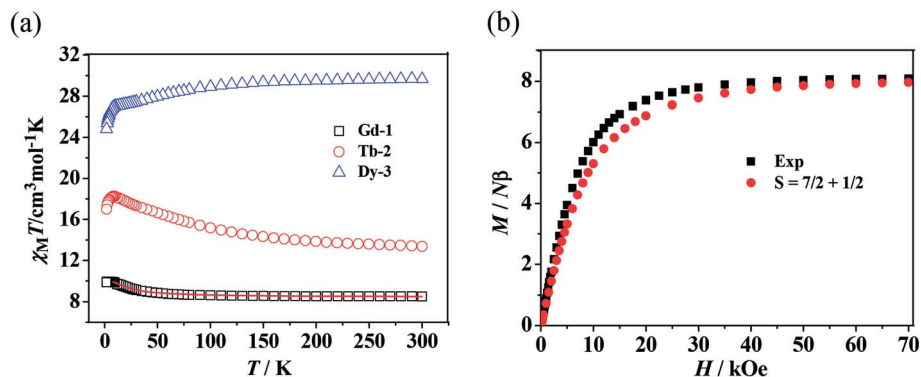 (a)
32
28
24
20
16
12
8
χMT/cm³mol⁻¹K
Gd-1
Tb-2
Dy-3
0 50 100 150 200 250 300
T / K
(b)
10
8
6
4
2
0
M / Nβ
Exp
S = 7/2 + 1/2
0 10 20 30 40 50 60 70
H / kOe